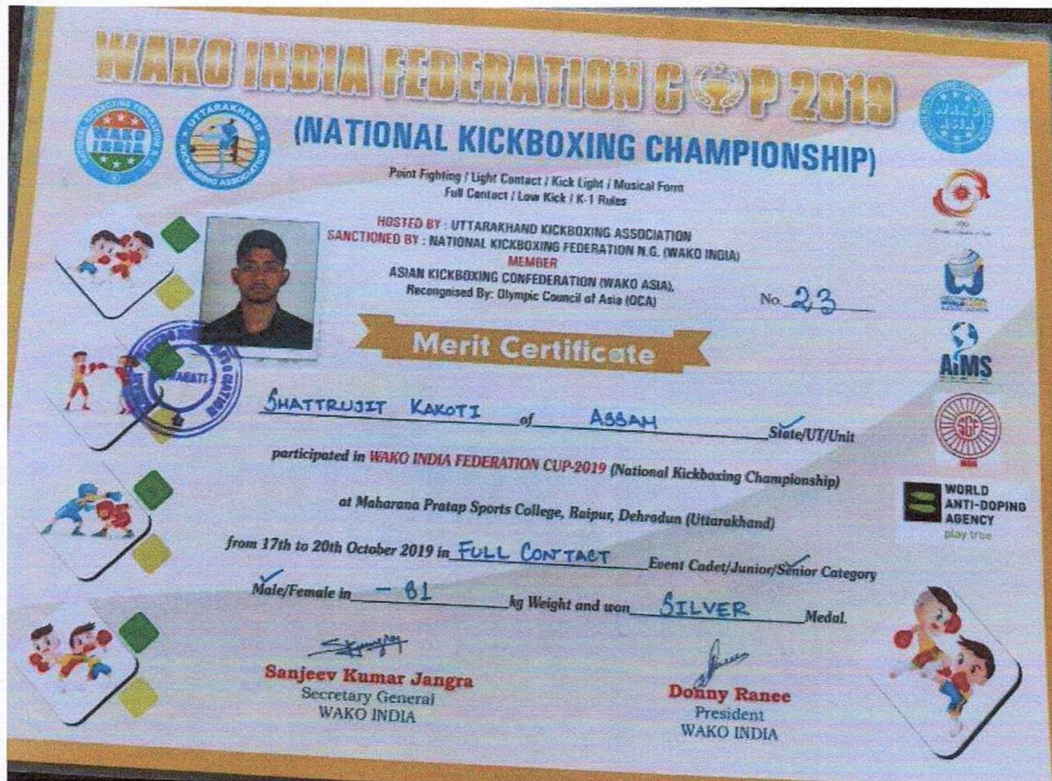 WAKO INDIA FEDERATION CUP 2019
(NATIONAL KICKBOXING CHAMPIONSHIP)
Point Fighting / Light Contact / Kick Light / Musical Form
Full Contact / Low Kick / K-1 Rules
HOSTED BY : UTTARAKHAND KICKBOXING ASSOCIATION
SANCTIONED BY : NATIONAL KICKBOXING FEDERATION N.G. (WAKO INDIA)
MEMBER
ASIAN KICKBOXING CONFEDERATION (WAKO ASIA),
Recongnised By: Olympic Council of Asia (OCA)
No. 23
Merit Certificate
SHATTRUJIT KAKOTI of ASSAM State/UT/Unit
participated in WAKO INDIA FEDERATION CUP-2019 (National Kickboxing Championship)
at Maharana Pratap Sports College, Raipur, Dehradun (Uttarakhand)
from 17th to 20th October 2019 in FULL CONTACT Event Cadet/Junior/Senior Category
Male/Female in - 81 kg Weight and won SILVER Medal.
Sanjeev Kumar Jangra
Secretary General
WAKO INDIA
Donny Ranee
President
WAKO INDIA
WAKO
INDIA
UTTARAKHAND
KICKBOXING ASSOCIATION
WAKO
INDIA
AIMS
SGF
INDIA
WORLD
ANTI-DOPING
AGENCY
play true